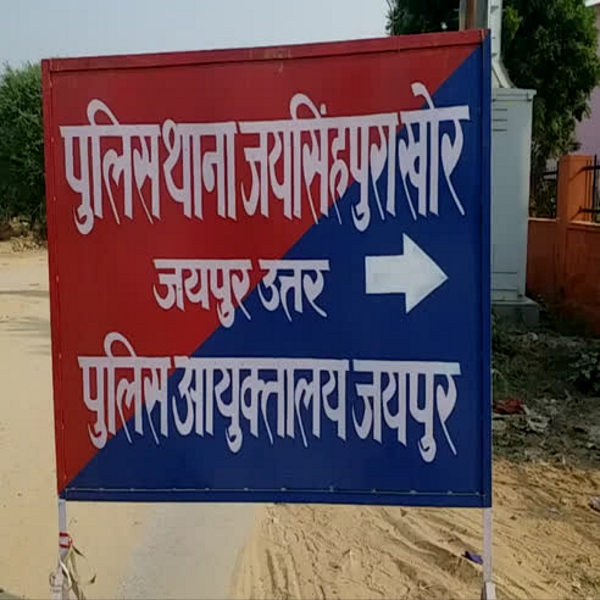 पुलिस थाना जयसिंहपुरा खोर
जयपुर उत्तर
पुलिस आयुक्तालय जयपुर